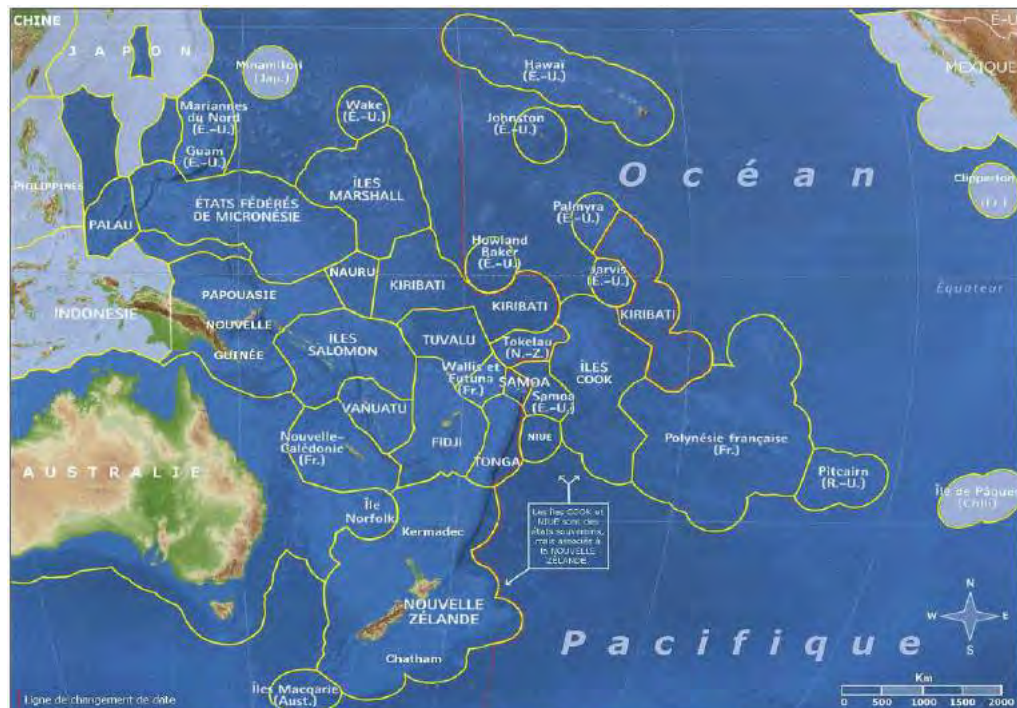 CHINE
JAPON
Minamitori
(Jap.)
Hawaï
(É.-U.)
É-U
MEXIQUE
Mariannes
du Nord
(É.-U.)
Guam
(É.-U.)
Wake
(É.-U.)
Johnston
(É.-U.)
Océan
PHILIPPINES
PALAU
ÉTATS FÉDÉRÉS
DE MICRONÉSIE
ÎLES
MARSHALL
Palmyra
(É.-U.)
Clipperton
(Fr.)
Howland
Baker
(É.-U.)
Jarvis
(É.-U.)
NAURU
KIRIBATI
KIRIBATI
KIRIBATI
Équateur
INDONÉSIE
PAPOUASIE
NOUVELLE
GUINÉE
ÎLES
SALOMON
TUVALU
Tokelau
(N.-Z.)
Wallis et
Futuna
(Fr.)
SAMOA
Samoa
(É.-U.)
ÎLES
COOK
VANUATU
FIDJI
NIUE
TONGA
Nouvelle-
Calédonie
(Fr.)
Polynésie française
(Fr.)
Pitcairn
(R.-U.)
AUSTRALIE
Île de Pâques
(Chili)
Île
Norfolk
Kermadec
Les îles COOK et
NIUE sont des
états souverains,
mais associés à
la NOUVELLE
ZÉLANDE
NOUVELLE
ZÉLANDE
Chatham
Pacifique
N
W
E
S
Îles Macqarie
(Aust.)
Ligne de changement de date
Km
0 500 1000 1500 2000